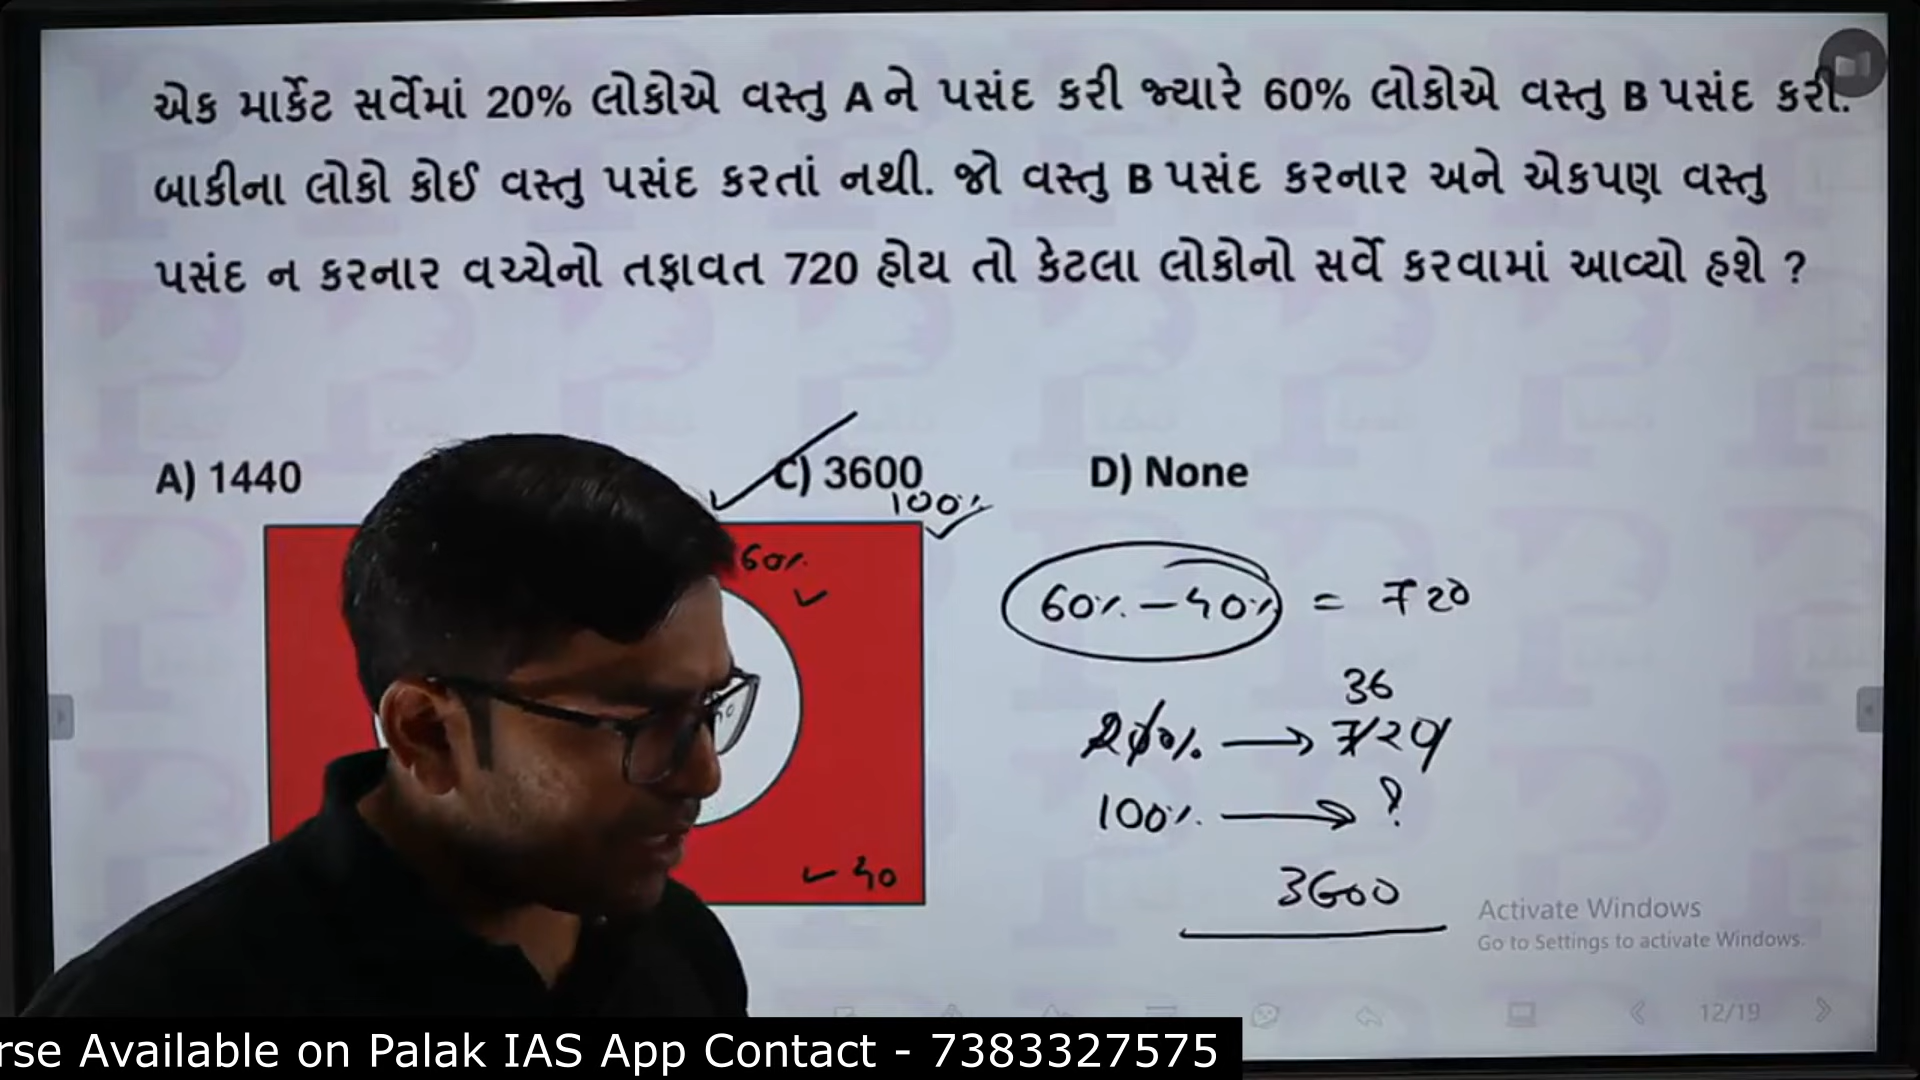 એક માર્કેટ સર્વેમાં 20% લોકોએ વસ્તુ A ને પસંદ કરી જ્યારે 60% લોકોએ વસ્તુ B પસંદ કરી.
બાકીના લોકો કોઈ વસ્તુ પસંદ કરતાં નથી. જો વસ્તુ B પસંદ કરનાર અને એકપણ વસ્તુ
પસંદ ન કરનાર વચ્ચેનો તફાવત 720 હોય તો કેટલા લોકોનો સર્વે કરવામાં આવ્યો હશે ?
A) 1440 C) 3600 D) None
100%
60%
60% - 40% = 720
36
20% → 720
100% → ?
40
3600
Activate Windows
Go to Settings to activate Windows.
12/19
rse Available on Palak IAS App Contact - 7383327575